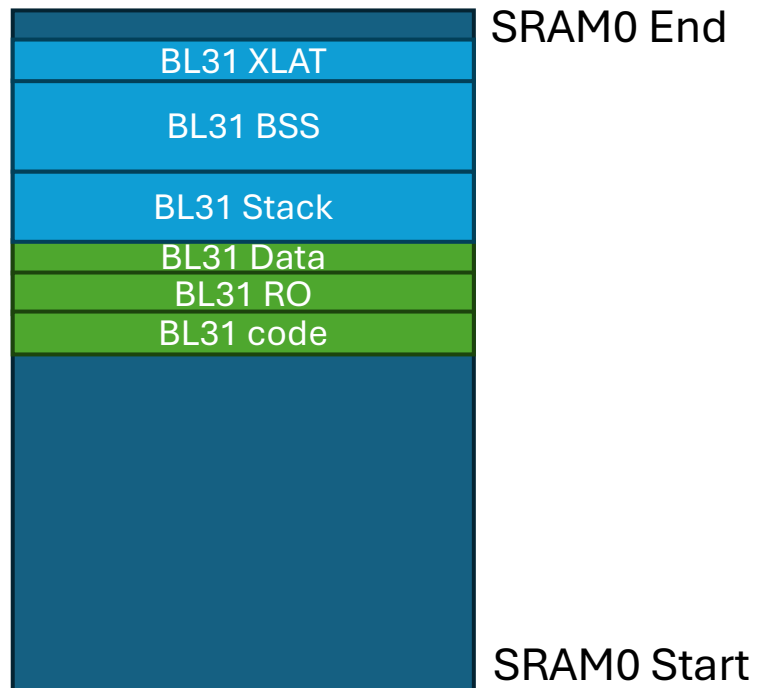 SRAM0 End
BL31 XLAT
BL31 BSS
BL31 Stack
BL31 Data
BL31 RO
BL31 code
SRAM0 Start